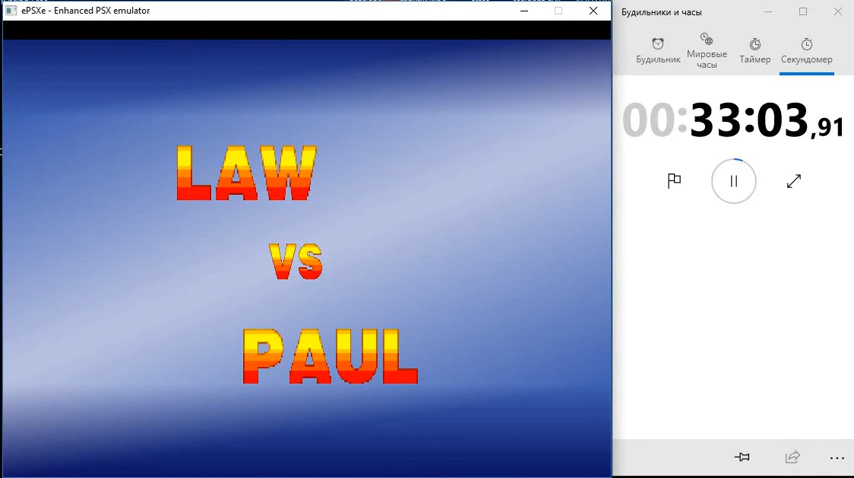 ePSXe - Enhanced PSX emulator
LAW
VS
PAUL
Будильники и часы
Будильник
Мировые
часы
Таймер
Секундомер
00:33:03,91